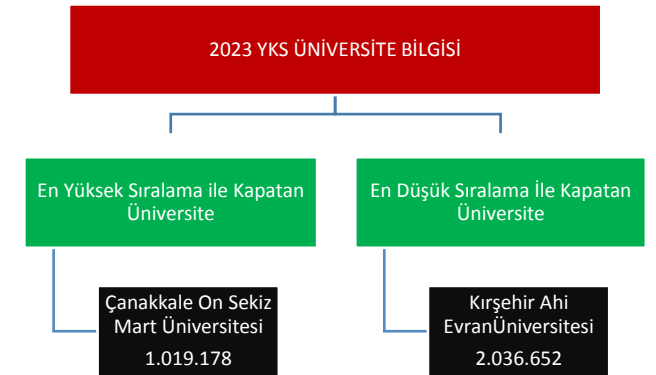 2023 YKS ÜNİVERSİTE BİLGİSİ
En Yüksek Sıralama ile Kapatan
Üniversite
En Düşük Sıralama İle Kapatan
Üniversite
Çanakkale On Sekiz
Mart Üniversitesi
1.019.178
Kırşehir Ahi
EvranÜniversitesi
2.036.652